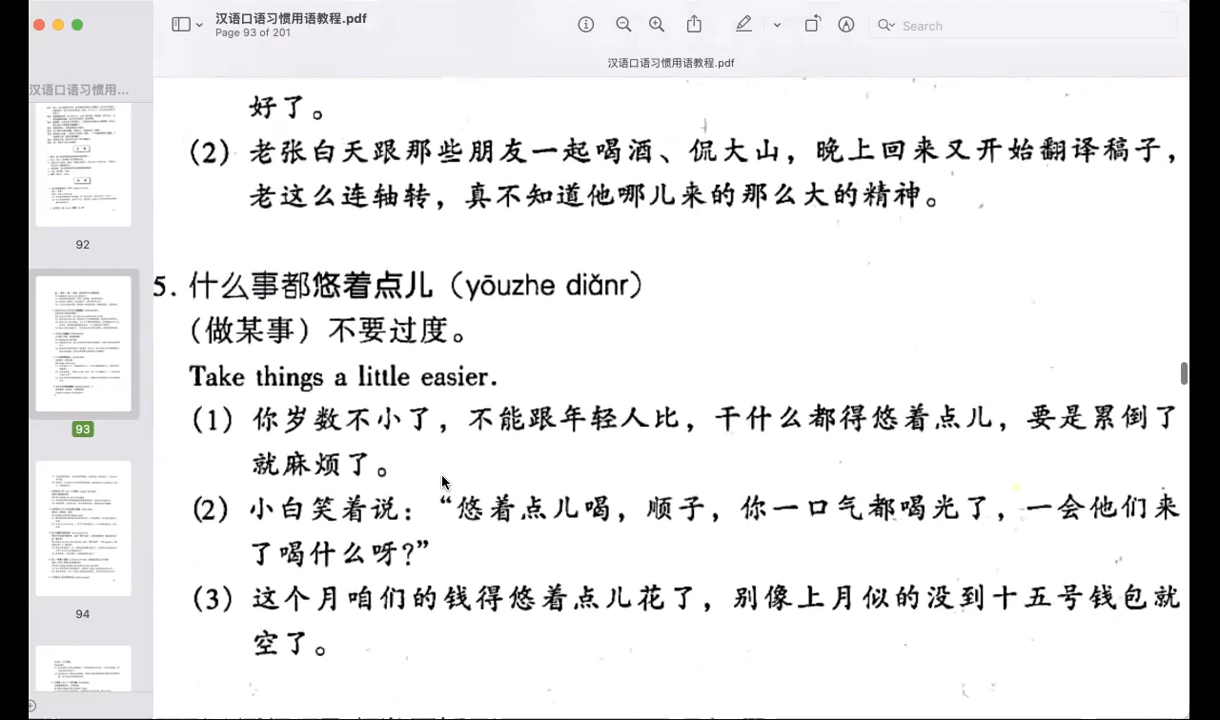 汉语口语习惯用语教程.pdf
Page 93 of 201
Search
汉语口语习惯用...
汉语口语习惯用语教程.pdf
92
93
94
好了。
(2) 老张白天跟那些朋友一起喝酒、侃大山，晚上回来又开始翻译稿子，
老这么连轴转，真不知道他哪儿来的那么大的精神。
5. 什么事都悠着点儿（yōuzhe diǎnr）
（做某事）不要过度。
Take things a little easier.
(1) 你岁数不小了，不能跟年轻人比，干什么都得悠着点儿，要是累倒了
就麻烦了。
(2) 小白笑着说：“悠着点儿喝，顺子，你一口气都喝光了，一会他们来
了喝什么呀?”
(3) 这个月咱们的钱得悠着点儿花了，别像上月似的没到十五号钱包就
空了。